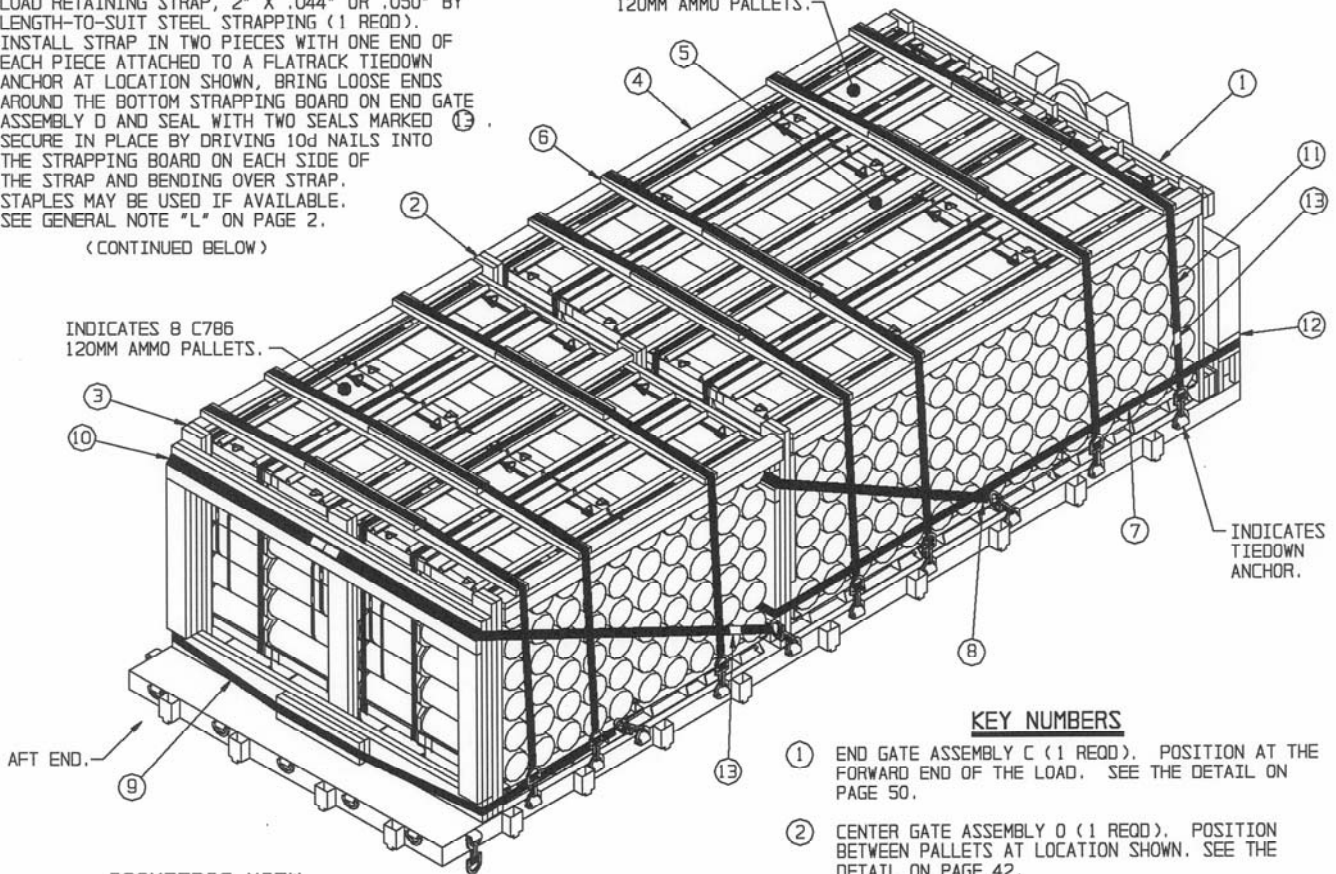 LOAD RETAINING STRAP, 2" X .044" OR .050" BY
LENGTH-TO-SUIT STEEL STRAPPING (1 REQD).
INSTALL STRAP IN TWO PIECES WITH ONE END OF
EACH PIECE ATTACHED TO A FLATRACK TIEDOWN
ANCHOR AT LOCATION SHOWN, BRING LOOSE ENDS
AROUND THE BOTTOM STRAPPING BOARD ON END GATE
ASSEMBLY D AND SEAL WITH TWO SEALS MARKED 13 .
SECURE IN PLACE BY DRIVING 10d NAILS INTO
THE STRAPPING BOARD ON EACH SIDE OF
THE STRAP AND BENDING OVER STRAP.
STAPLES MAY BE USED IF AVAILABLE.
SEE GENERAL NOTE "L" ON PAGE 2.
(CONTINUED BELOW)
120MM AMMO PALLETS.
5
4
6
2
1
11
13
12
INDICATES 8 C786
120MM AMMO PALLETS.
3
10
7
INDICATES
TIEDOWN
ANCHOR.
8
AFT END.
9
13
KEY NUMBERS
1 END GATE ASSEMBLY C (1 REQD). POSITION AT THE
FORWARD END OF THE LOAD. SEE THE DETAIL ON
PAGE 50.
2 CENTER GATE ASSEMBLY O (1 REQD). POSITION
BETWEEN PALLETS AT LOCATION SHOWN. SEE THE
DETAIL ON PAGE 42.